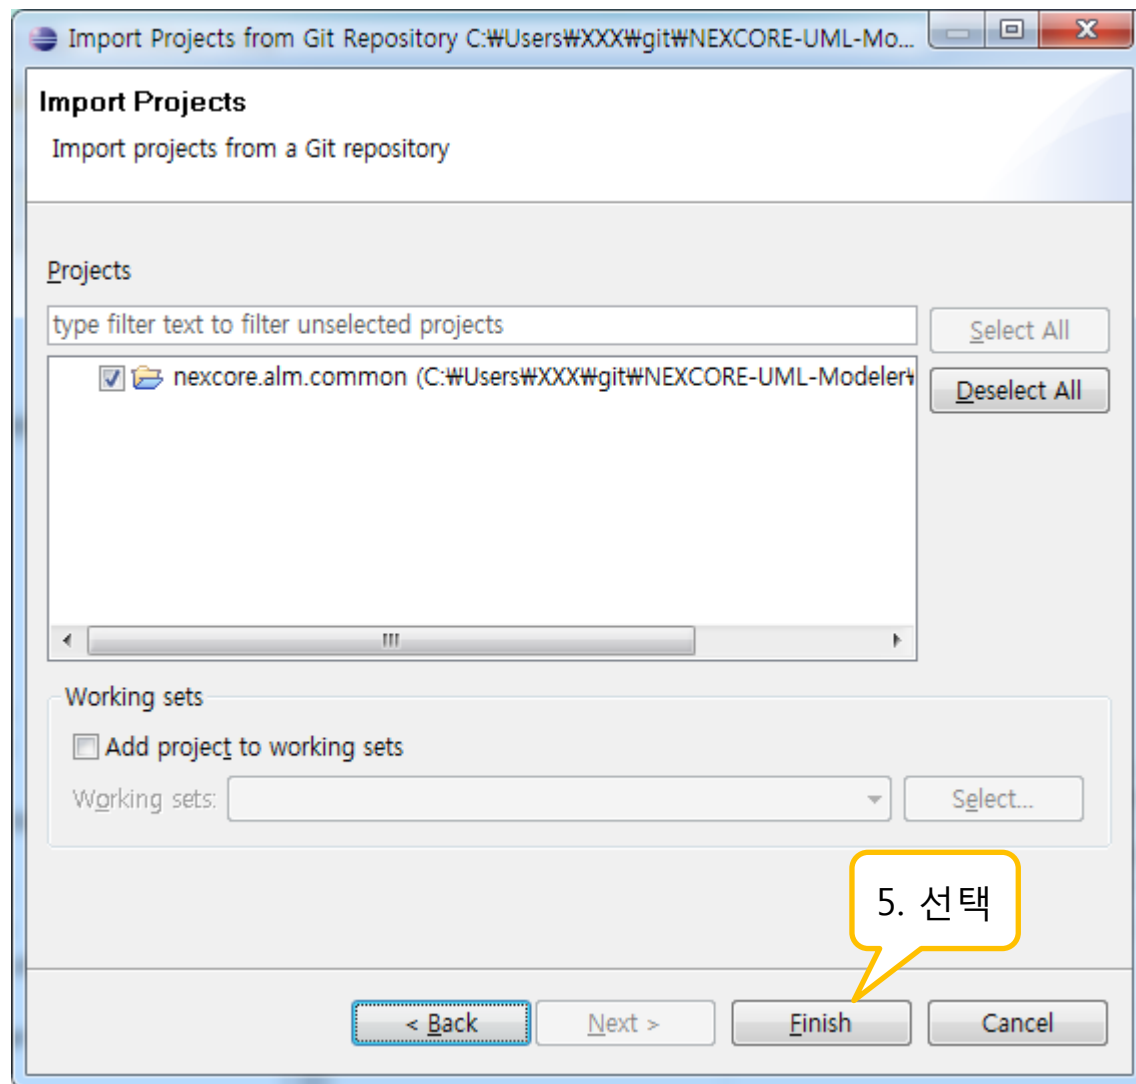 Import Projects from Git Repository C:₩Users₩XXX₩git₩NEXCORE-UML-Mo...
Import Projects
Import projects from a Git repository
Projects
type filter text to filter unselected projects
Select All
nexcore.alm.common (C:₩Users₩XXX₩git₩NEXCORE-UML-Modeler₩
Deselect All
Working sets
Add project to working sets
Working sets:
Select...
5. 선택
< Back
Next >
Finish
Cancel